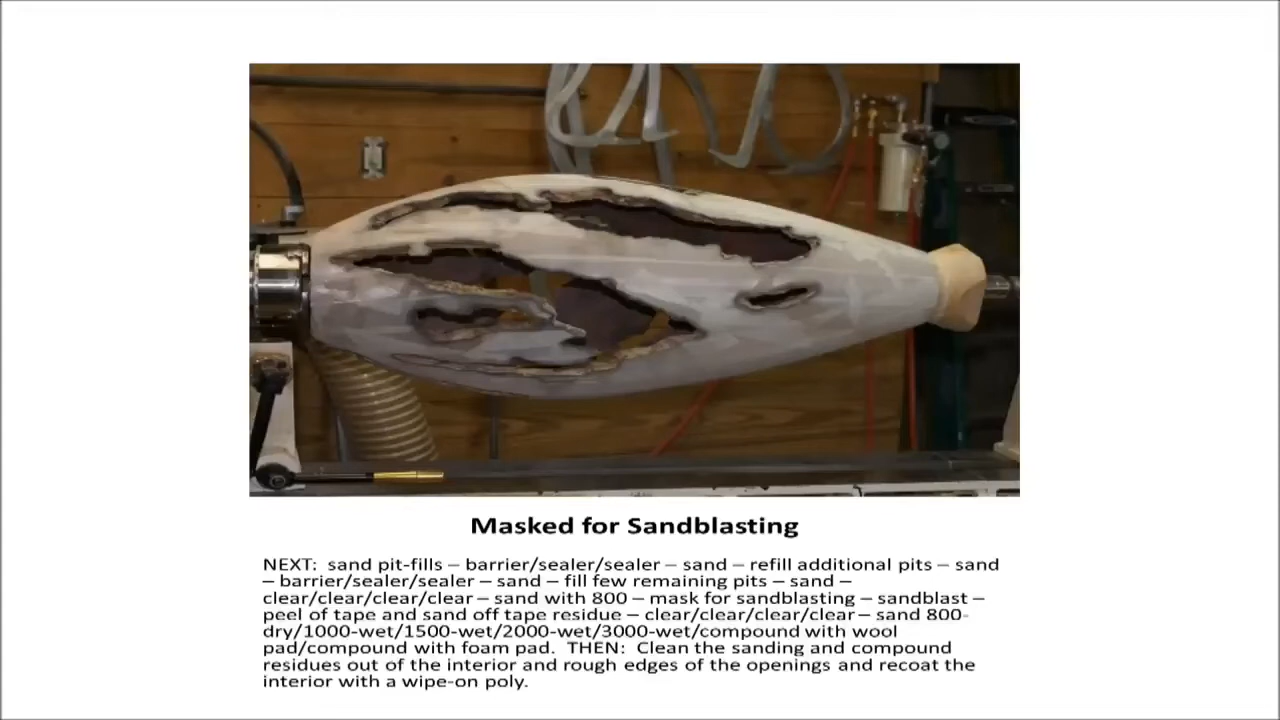 Masked for Sandblasting
NEXT:  sand pit-fills – barrier/sealer/sealer – sand – refill additional pits – sand
– barrier/sealer/sealer – sand – fill few remaining pits – sand –
clear/clear/clear/clear – sand with 800 – mask for sandblasting – sandblast –
peel of tape and sand off tape residue – clear/clear/clear/clear – sand 800-
dry/1000-wet/1500-wet/2000-wet/3000-wet/compound with wool
pad/compound with foam pad.  THEN:  Clean the sanding and compound
residues out of the interior and rough edges of the openings and recoat the
interior with a wipe-on poly.